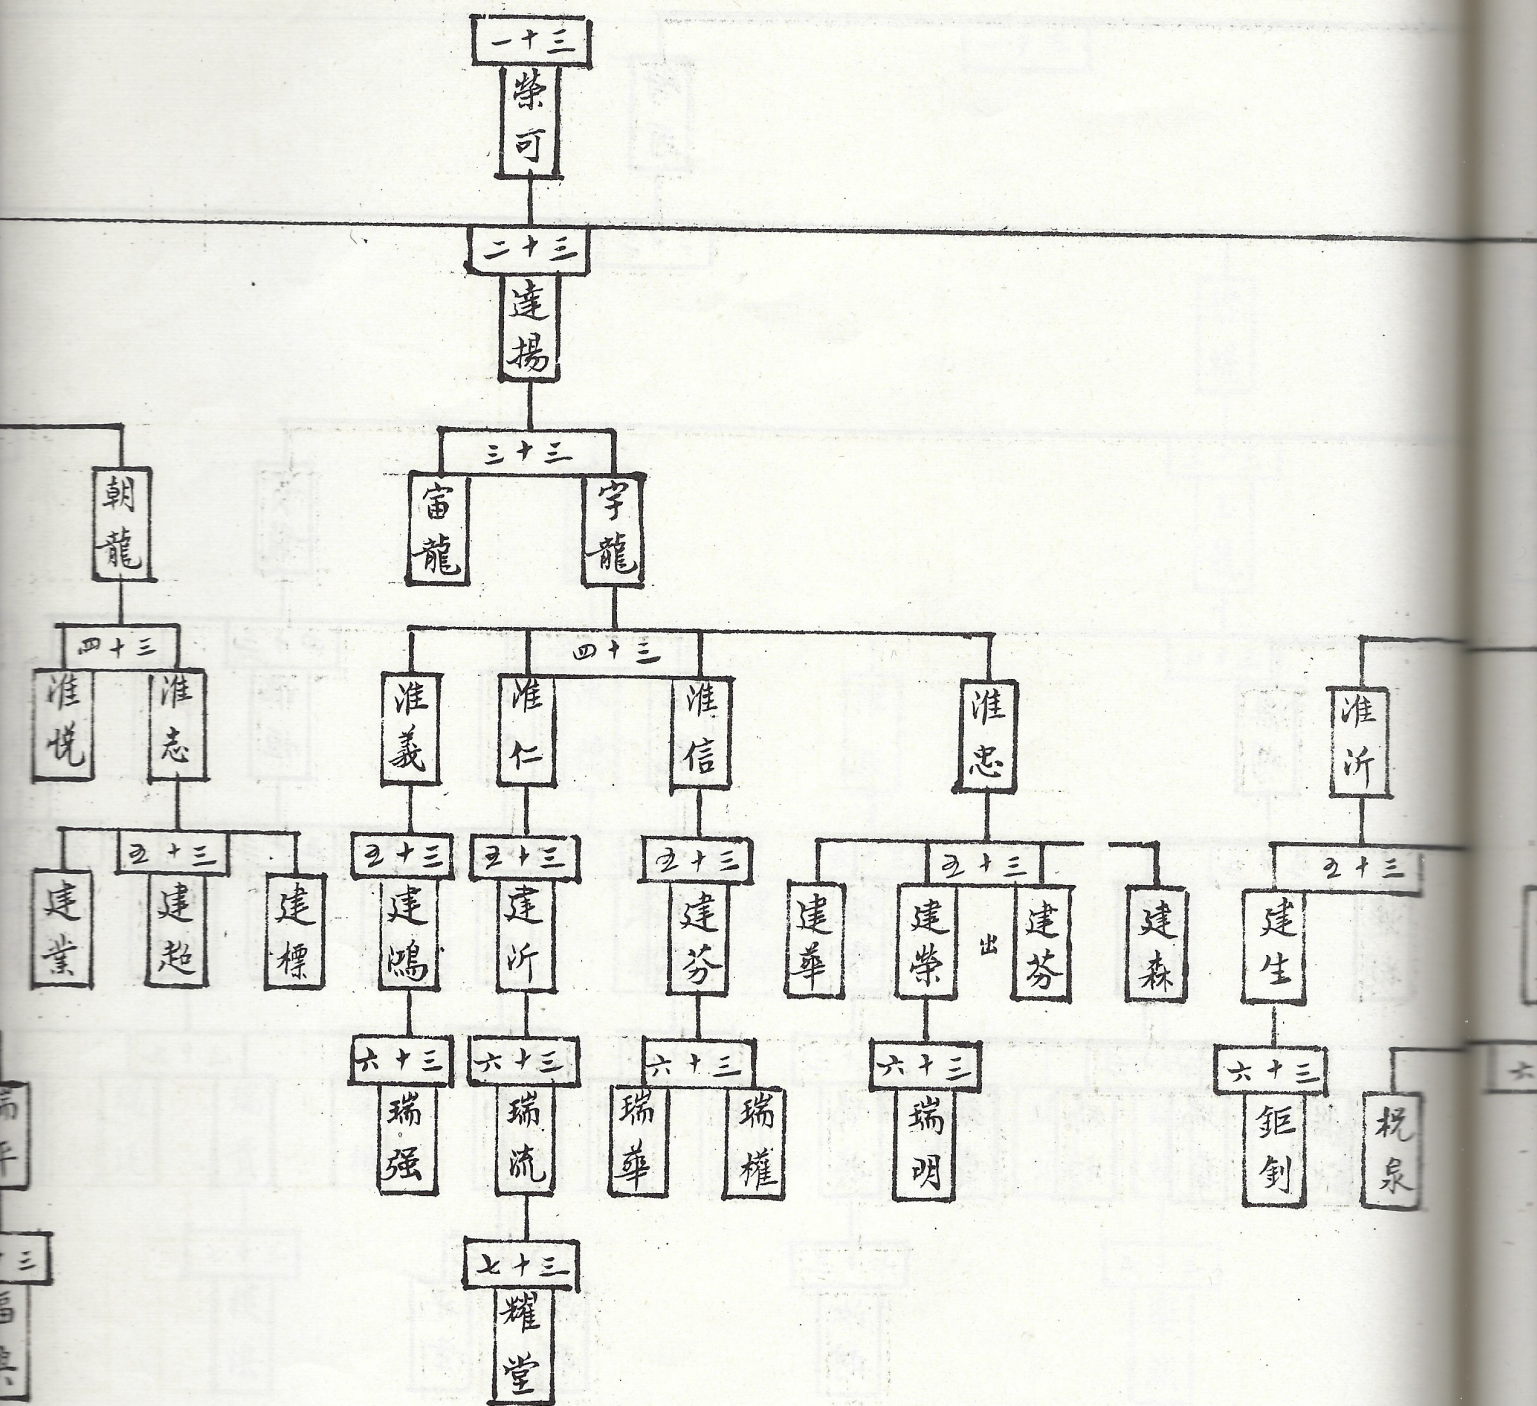 三十一
榮可
三十二
達揚
三十三
宇龍
富龍
朝龍
三十四
淮忠
淮信
淮仁
淮義
三十四
淮志
淮悦
淮沂
三十五
建生
三十五
建森
建芬
出
建榮
建華
三十五
建芬
三十五
建沂
三十五
建鴻
三十五
建標
建超
建業
六
祝泉
三十六
鉅釗
三十六
瑞明
三十六
瑞權
瑞華
三十六
瑞流
三十六
瑞强
三十七
耀堂